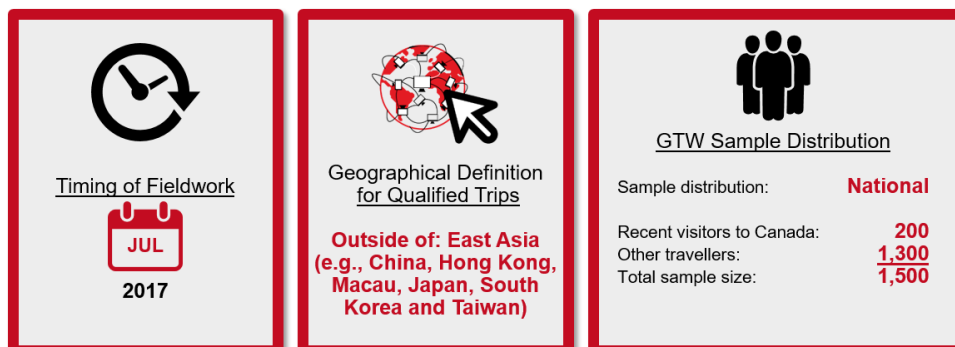 Timing of Fieldwork
JUL
2017
Geographical Definition
for Qualified Trips
Outside of: East Asia
(e.g., China, Hong Kong,
Macau, Japan, South
Korea and Taiwan)
GTW Sample Distribution
Sample distribution: National
Recent visitors to Canada: 200
Other travellers: 1,300
Total sample size: 1,500